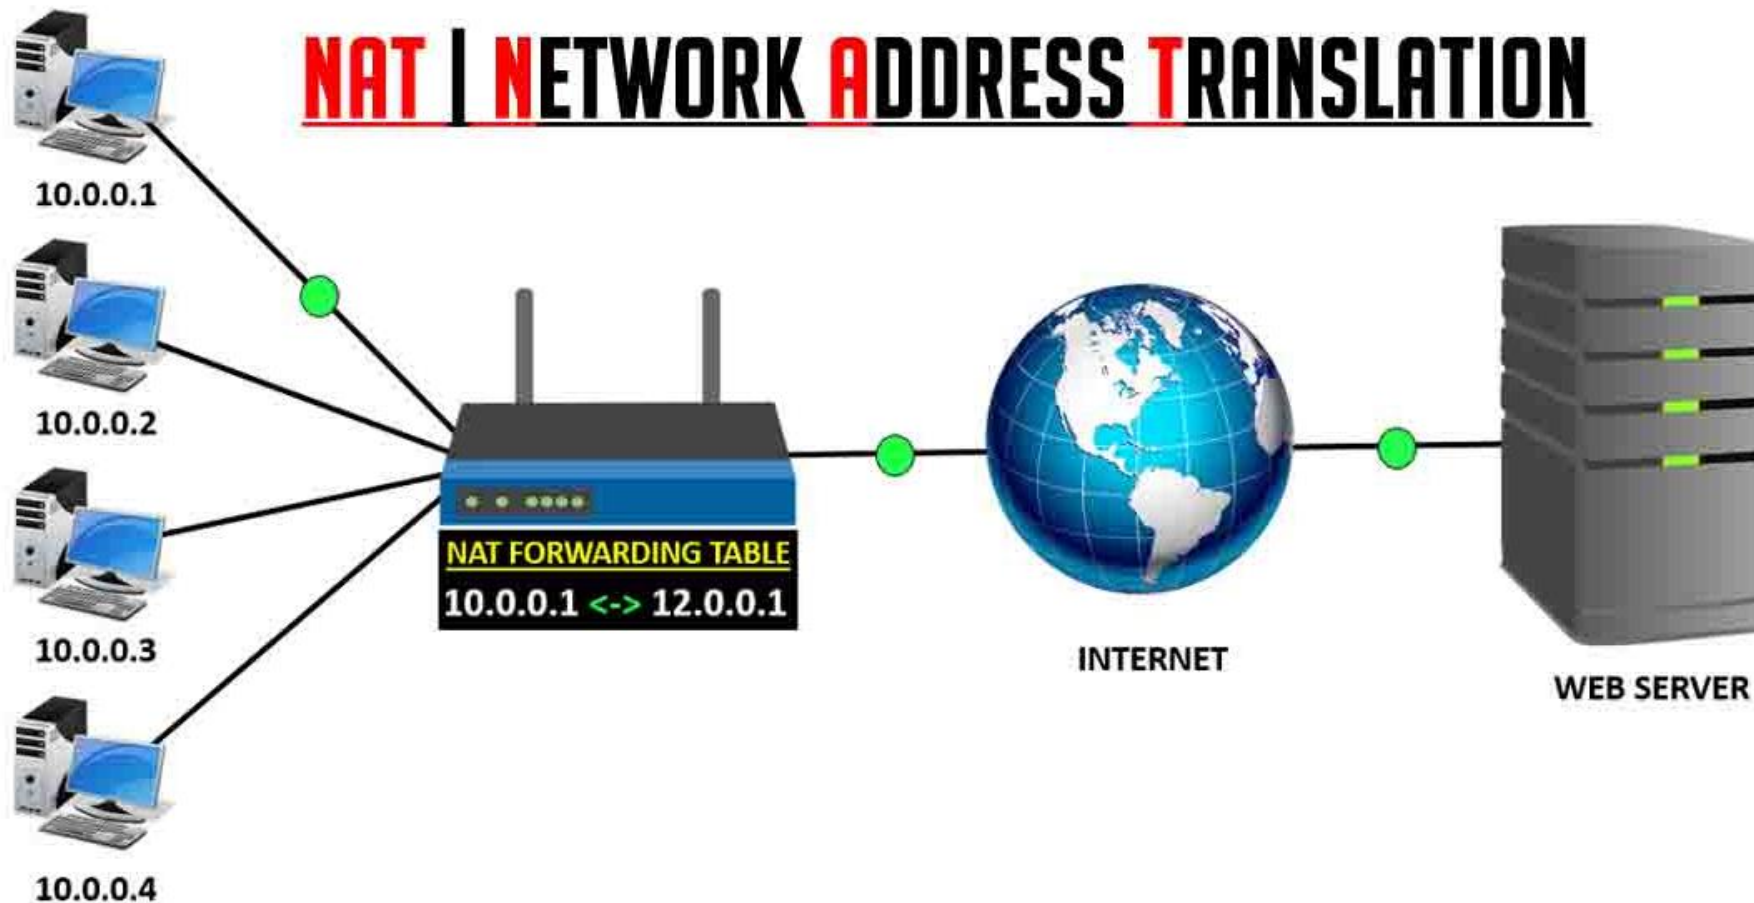 NAT | NETWORK ADDRESS TRANSLATION
10.0.0.1
10.0.0.2
10.0.0.3
10.0.0.4
NAT FORWARDING TABLE
10.0.0.1 <-> 12.0.0.1
INTERNET
WEB SERVER